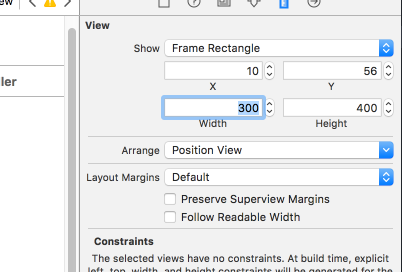 View
Show Frame Rectangle
10 56
X Y
300 400
Width Height
ler
Arrange Position View
Layout Margins Default
Preserve Superview Margins
Follow Readable Width
Constraints
The selected views have no constraints. At build time, explicit
left, top, width, and height constraints will be generated for the